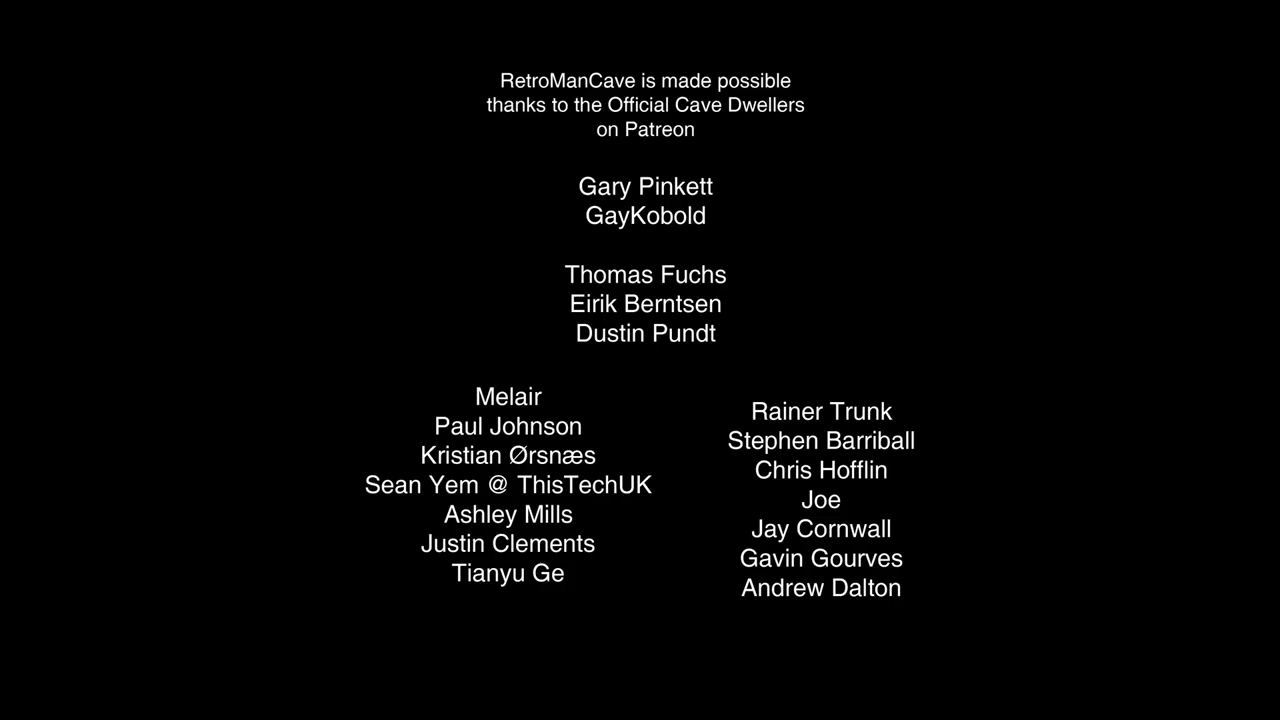 RetroManCave is made possible
thanks to the Official Cave Dwellers
on Patreon
Gary Pinkett
GayKobold
Thomas Fuchs
Eirik Berntsen
Dustin Pundt
Melair
Paul Johnson
Kristian Ørsnæs
Sean Yem @ ThisTechUK
Ashley Mills
Justin Clements
Tianyu Ge
Rainer Trunk
Stephen Barriball
Chris Hofflin
Joe
Jay Cornwall
Gavin Gourves
Andrew Dalton